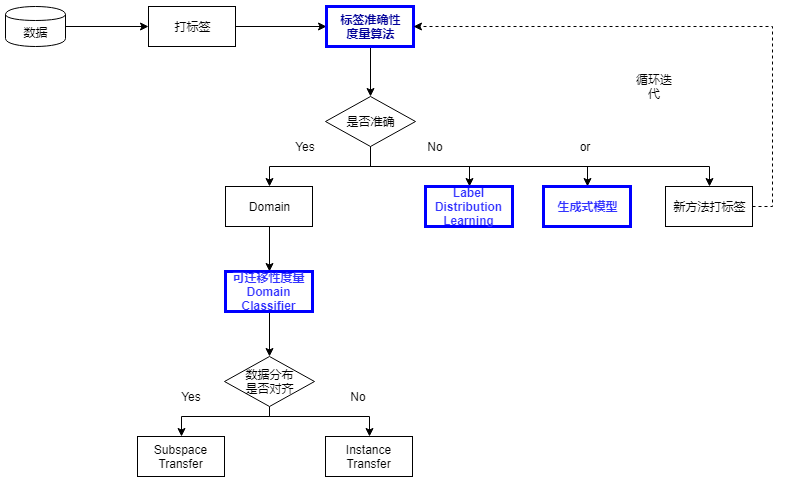 数据
打标签
标签准确性
度量算法
循环迭
代
是否准确
Yes
No
or
Domain
Label
Distribution
Learning
生成式模型
新方法打标签
可迁移性度量
Domain
Classifier
数据分布
是否对齐
Yes
No
Subspace
Transfer
Instance
Transfer